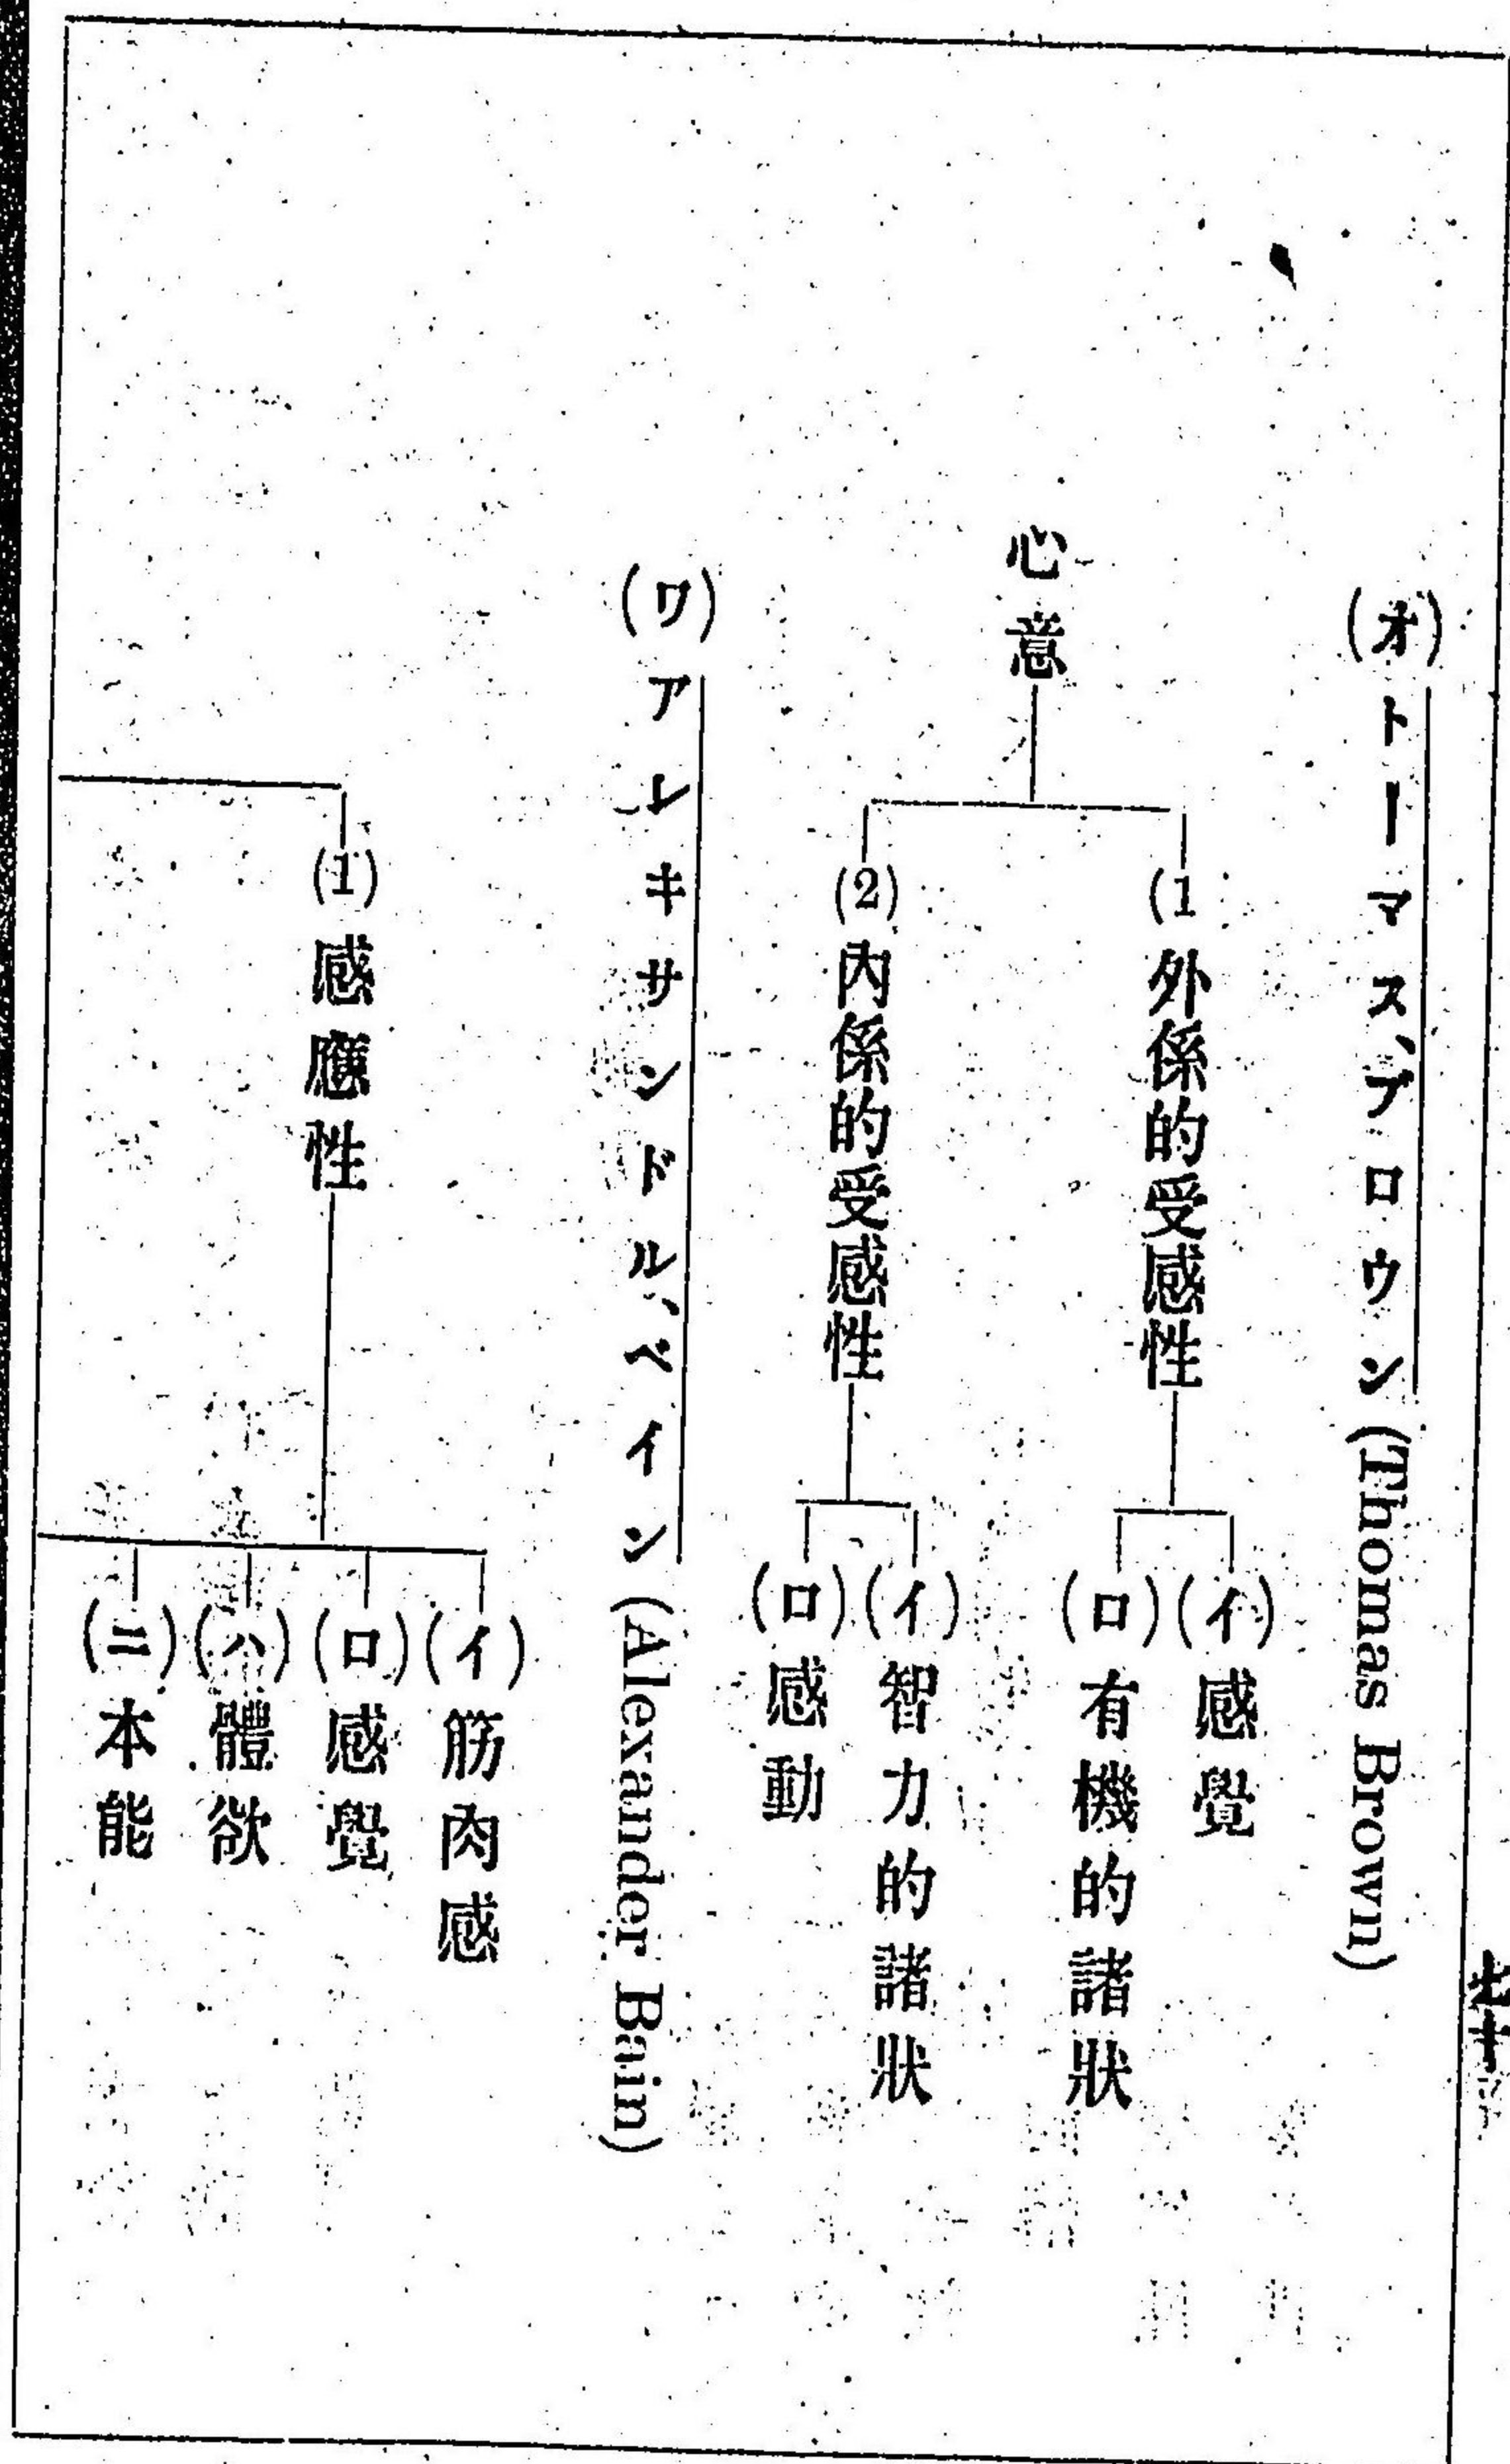 七十
(オ)トーマス、ブロウン(Thomas Brown)
心意
(1外係的受感性
(イ)感覺
(ロ)有機的諸狀
(2)內係的受感性
(イ)智力的諸狀
(ロ)感動
(ワ)アレキサンドル、ベイン(Alexander Bain)
(1)感應性
(イ)筋肉感
(ロ)感覺
(ハ)體欲
(ニ)本能